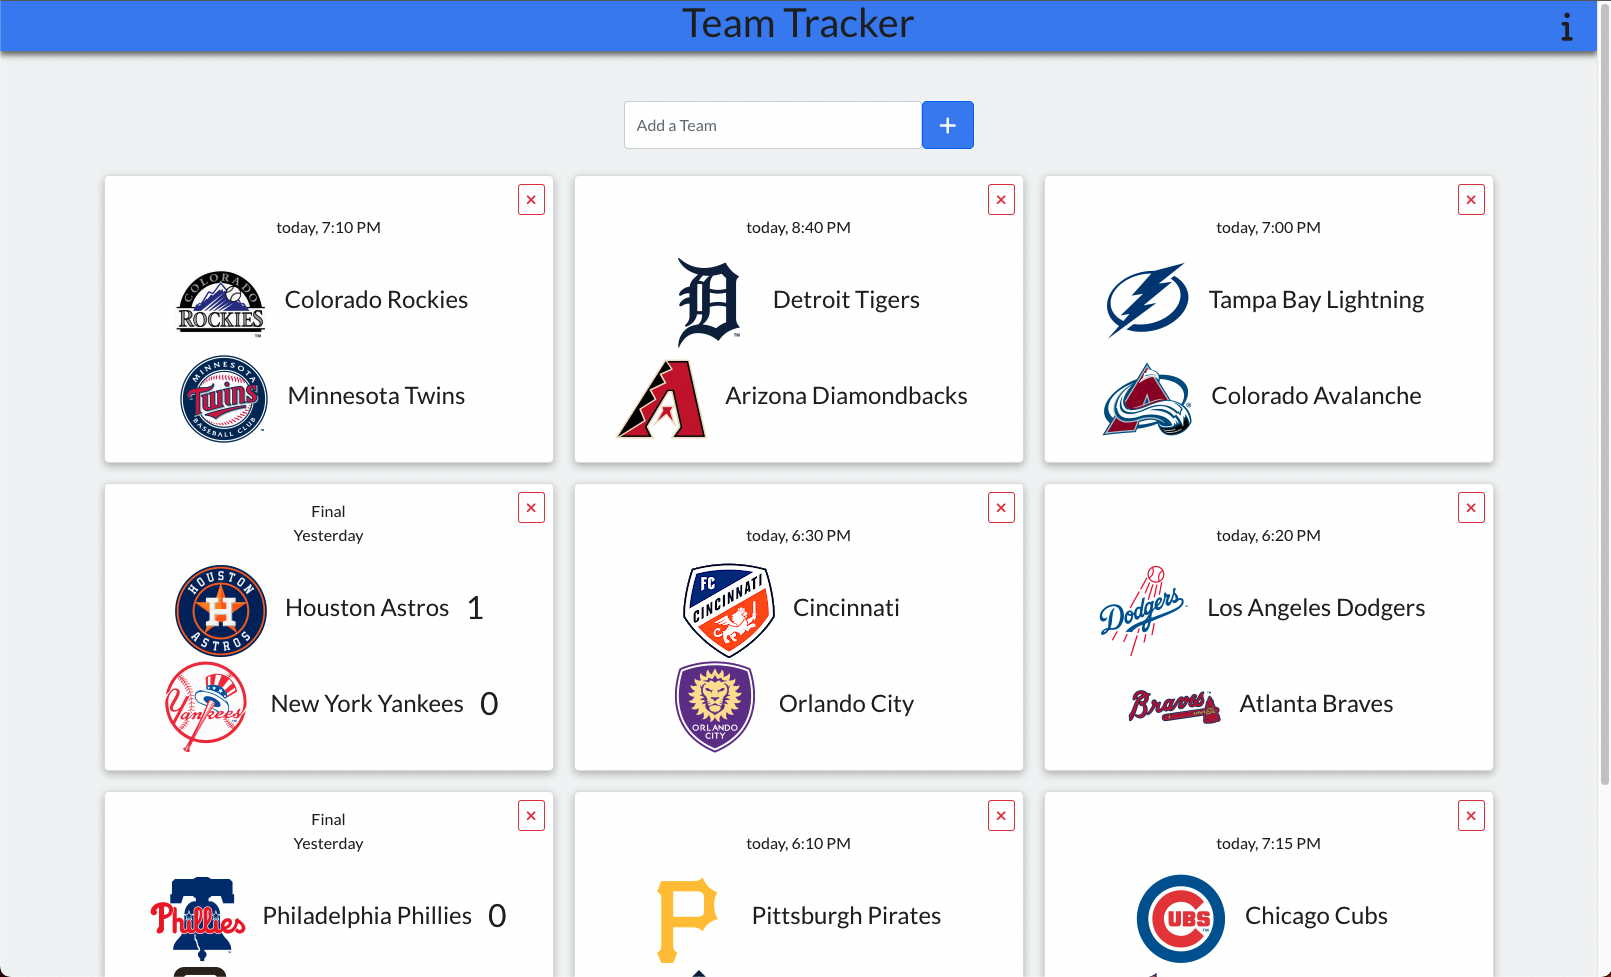 Team Tracker
Add a Team
today, 7:10 PM
COLORADO
ROCKIES
Colorado Rockies
MINNESOTA
Twins
BASEBALL CLUB
Minnesota Twins
today, 8:40 PM
D
Detroit Tigers
A
Arizona Diamondbacks
today, 7:00 PM
Tampa Bay Lightning
A
Colorado Avalanche
Final
Yesterday
HOUSTON
H
ASTROS
Houston Astros 1
Yankees
New York Yankees 0
today, 6:30 PM
FC
CINCINNATI
Cincinnati
ORLANDO
CITY
Orlando City
today, 6:20 PM
Dodgers
Los Angeles Dodgers
Braves
Atlanta Braves
Final
Yesterday
Phillies
Philadelphia Phillies 0
today, 6:10 PM
P
Pittsburgh Pirates
today, 7:15 PM
CUBS
Chicago Cubs